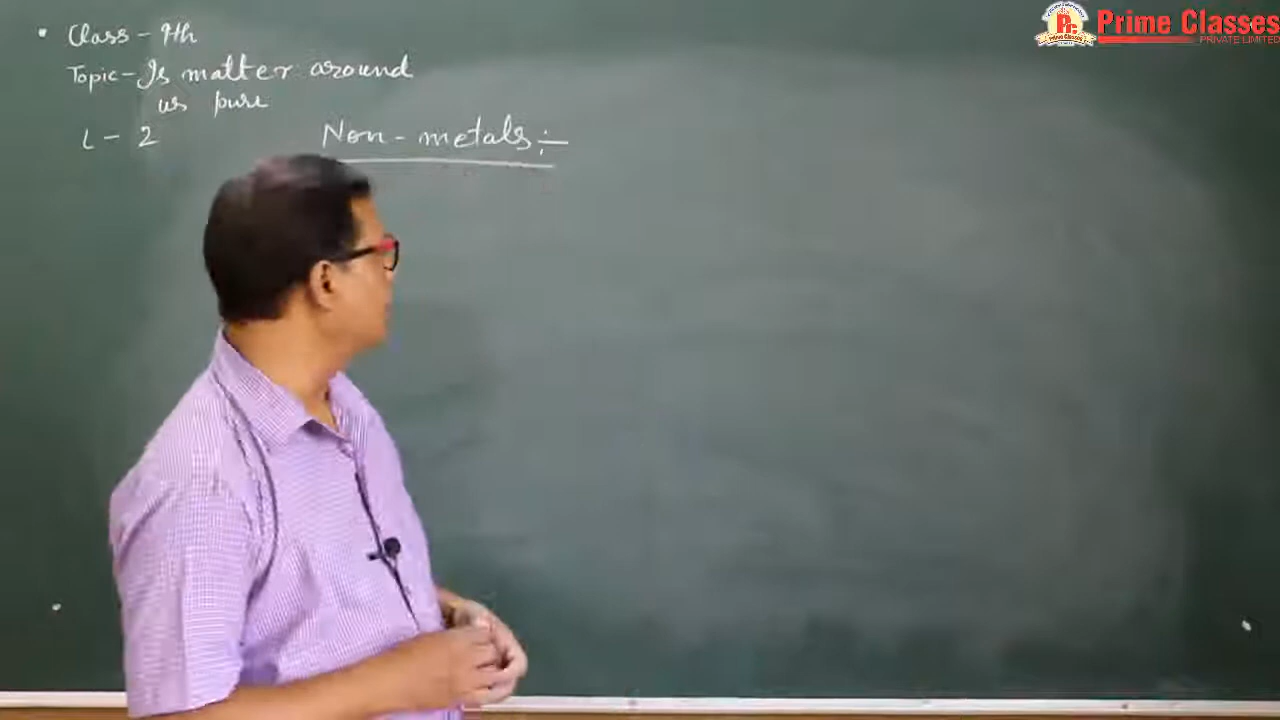 Class - 9th
Topic - Is matter around
us pure
L - 2
Non-metals :-
Prime Classes
PRIVATE LIMITED